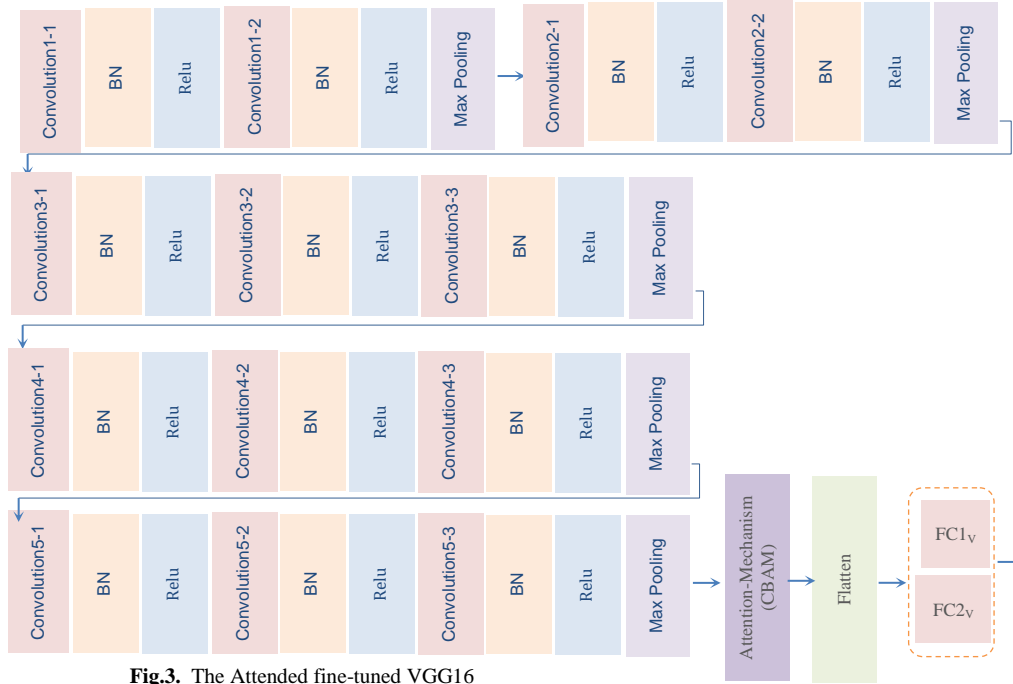 Convolution1-1
BN
Relu
Convolution1-2
BN
Relu
Max Pooling
Convolution2-1
BN
Relu
Convolution2-2
BN
Relu
Max Pooling
Convolution3-1
BN
Relu
Convolution3-2
BN
Relu
Convolution3-3
BN
Relu
Max Pooling
Convolution4-1
BN
Relu
Convolution4-2
BN
Relu
Convolution4-3
BN
Relu
Max Pooling
Convolution5-1
BN
Relu
Convolution5-2
BN
Relu
Convolution5-3
BN
Relu
Max Pooling
Attention-Mechanism
(CBAM)
Flatten
FC1v
FC2v
Fig.3. The Attended fine-tuned VGG16